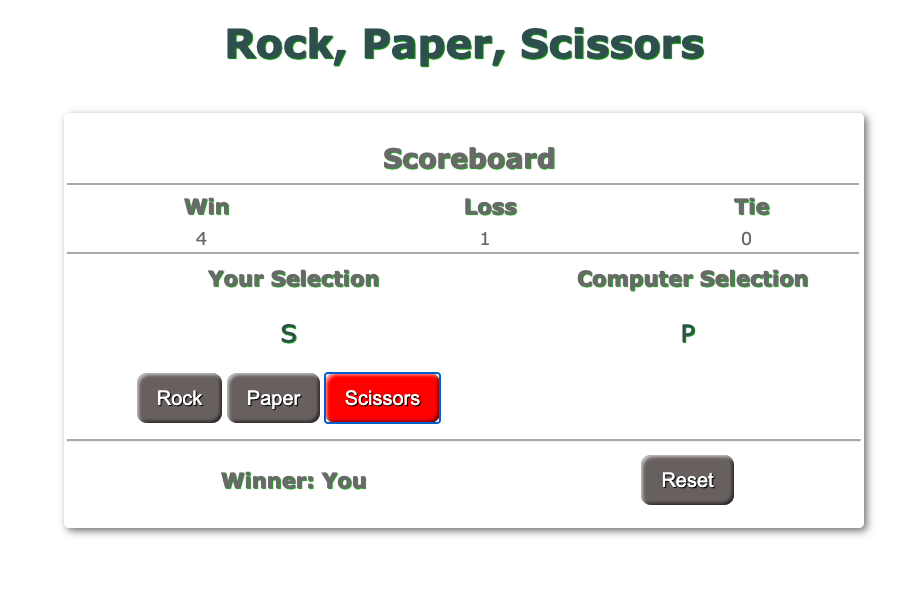 Rock, Paper, Scissors
Scoreboard
Win Loss Tie
4 1 0
Your Selection Computer Selection
S P
Rock Paper Scissors
Winner: You Reset